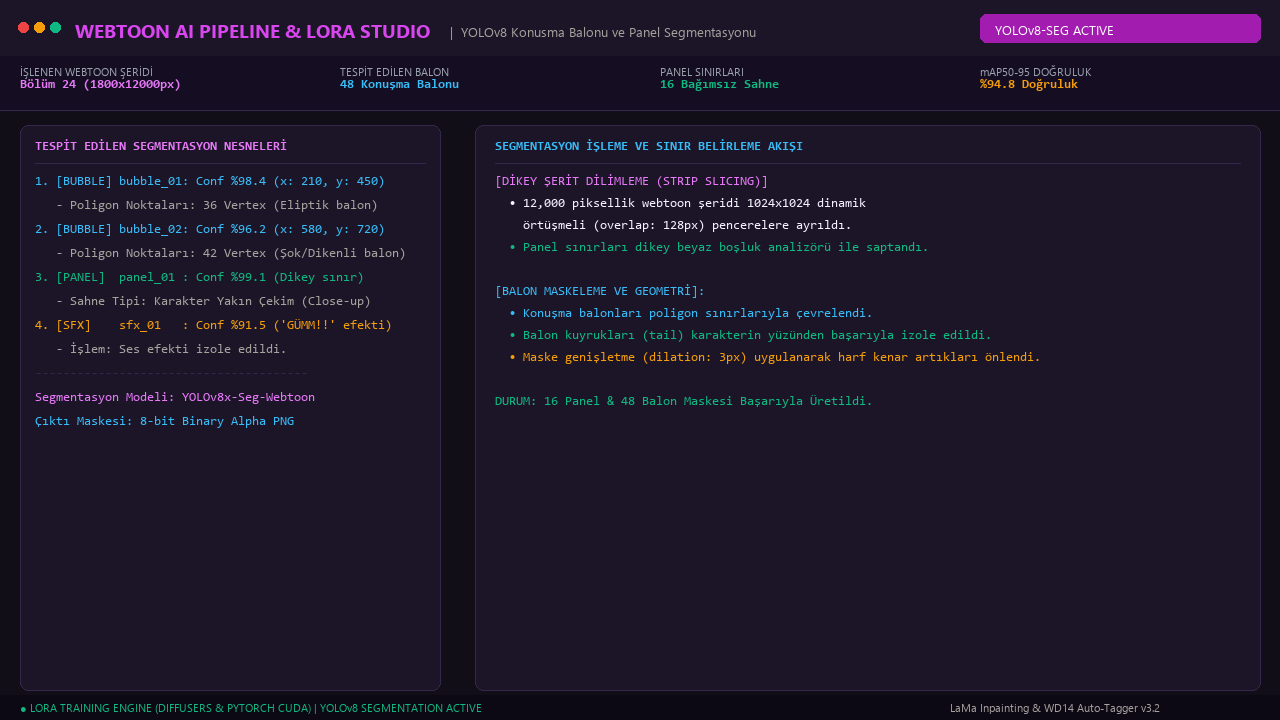 WEBTOON AI PIPELINE & LORA STUDIO | YOLOv8 Konusma Balonu ve Panel Segmentasyonu
YOLOv8-SEG ACTIVE
İŞLENEN WEBTOON ŞERİDİ
Bölüm 24 (1800x12000px)
TESPİT EDİLEN BALON
48 Konuşma Balonu
PANEL SINIRLARI
16 Bağımsız Sahne
mAP50-95 DOĞRULUK
%94.8 Doğruluk
TESPİT EDİLEN SEGMENTASYON NESNELERİ
1. [BUBBLE] bubble_01: Conf %98.4 (x: 210, y: 450)
- Poligon Noktaları: 36 Vertex (Eliptik balon)
2. [BUBBLE] bubble_02: Conf %96.2 (x: 580, y: 720)
- Poligon Noktaları: 42 Vertex (Şok/Dikenli balon)
3. [PANEL]  panel_01 : Conf %99.1 (Dikey sınır)
- Sahne Tipi: Karakter Yakın Çekim (Close-up)
4. [SFX]    sfx_01   : Conf %91.5 ('GÜMM!!' efekti)
- İşlem: Ses efekti izole edildi.
---------------------------------------
Segmentasyon Modeli: YOLOv8x-Seg-Webtoon
Çıktı Maskesi: 8-bit Binary Alpha PNG
SEGMENTASYON İŞLEME VE SINIR BELİRLEME AKIŞI
[DİKEY ŞERİT DİLİMLEME (STRIP SLICING)]
• 12,000 piksellik webtoon şeridi 1024x1024 dinamik
örtüşmeli (overlap: 128px) pencerelere ayrıldı.
• Panel sınırları dikey beyaz boşluk analizörü ile saptandı.
[BALON MASKELEME VE GEOMETRİ]:
• Konuşma balonları poligon sınırlarıyla çevrelendi.
• Balon kuyrukları (tail) karakterin yüzünden başarıyla izole edildi.
• Maske genişletme (dilation: 3px) uygulanarak harf kenar artıkları önlendi.
DURUM: 16 Panel & 48 Balon Maskesi Başarıyla Üretildi.
● LORA TRAINING ENGINE (DIFFUSERS & PYTORCH CUDA) | YOLOv8 SEGMENTATION ACTIVE
LaMa Inpainting & WD14 Auto-Tagger v3.2